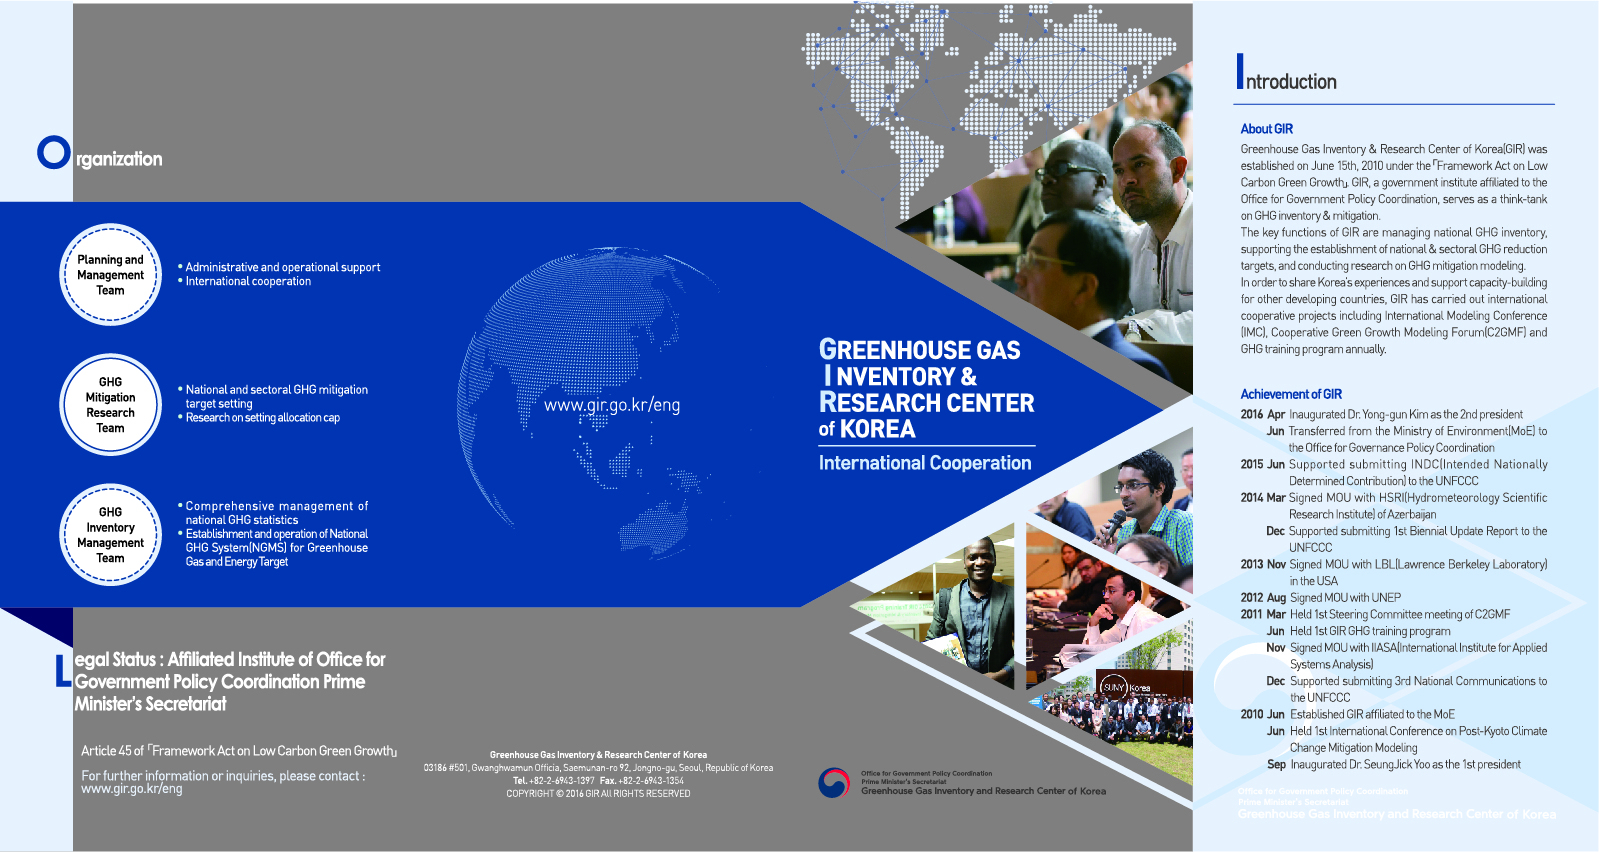 Organization
Planning and
Management
Team
• Administrative and operational support
• International cooperation
GHG
Mitigation
Research
Team
• National and sectoral GHG mitigation
target setting
• Research on setting allocation cap
GHG
Inventory
Management
Team
• Comprehensive management of
national GHG statistics
• Establishment and operation of National
GHG System(NGMS) for Greenhouse
Gas and Energy Target
Legal Status : Affiliated Institute of Office for
Government Policy Coordination Prime
Minister's Secretariat
Article 45 of 「Framework Act on Low Carbon Green Growth」
For further information or inquiries, please contact :
www.gir.go.kr/eng
www.gir.go.kr/eng
Greenhouse Gas Inventory & Research Center of Korea
03186 #501, Gwanghwamun Officia, Saemunan-ro 92, Jongno-gu, Seoul, Republic of Korea
Tel. +82-2-6943-1397 Fax. +82-2-6943-1354
COPYRIGHT © 2016 GIR All RIGHTS RESERVED
GREENHOUSE GAS
INVENTORY &
RESEARCH CENTER
of KOREA
International Cooperation
SUNY Korea
Office for Government Policy Coordination
Prime Minister's Secretariat
Greenhouse Gas Inventory and Research Center of Korea
Introduction
About GIR
Greenhouse Gas Inventory & Research Center of Korea(GIR) was
established on June 15th, 2010 under the「Framework Act on Low
Carbon Green Growth」. GIR, a government institute affiliated to the
Office for Government Policy Coordination, serves as a think-tank
on GHG inventory & mitigation.
The key functions of GIR are managing national GHG inventory,
supporting the establishment of national & sectoral GHG reduction
targets, and conducting research on GHG mitigation modeling.
In order to share Korea's experiences and support capacity-building
for other developing countries, GIR has carried out international
cooperative projects including International Modeling Conference
(IMC), Cooperative Green Growth Modeling Forum(C2GMF) and
GHG training program annually.
Achievement of GIR
2016 Apr Inaugurated Dr. Yong-gun Kim as the 2nd president
Jun Transferred from the Ministry of Environment(MoE) to
the Office for Governance Policy Coordination
2015 Jun Supported submitting INDC(Intended Nationally
Determined Contribution) to the UNFCCC
2014 Mar Signed MOU with HSRI(Hydrometeorology Scientific
Research Institute) of Azerbaijan
Dec Supported submitting 1st Biennial Update Report to the
UNFCCC
2013 Nov Signed MOU with LBL(Lawrence Berkeley Laboratory)
in the USA
2012 Aug Signed MOU with UNEP
2011 Mar Held 1st Steering Committee meeting of C2GMF
Jun Held 1st GIR GHG training program
Nov Signed MOU with IIASA(International Institute for Applied
Systems Analysis)
Dec Supported submitting 3rd National Communications to
the UNFCCC
2010 Jun Established GIR affiliated to the MoE
Jun Held 1st International Conference on Post-Kyoto Climate
Change Mitigation Modeling
Sep Inaugurated Dr. SeungJick Yoo as the 1st president
Office for Government Policy Coordination
Prime Minister's Secretariat
Greenhouse Gas Inventory and Research Center of Korea